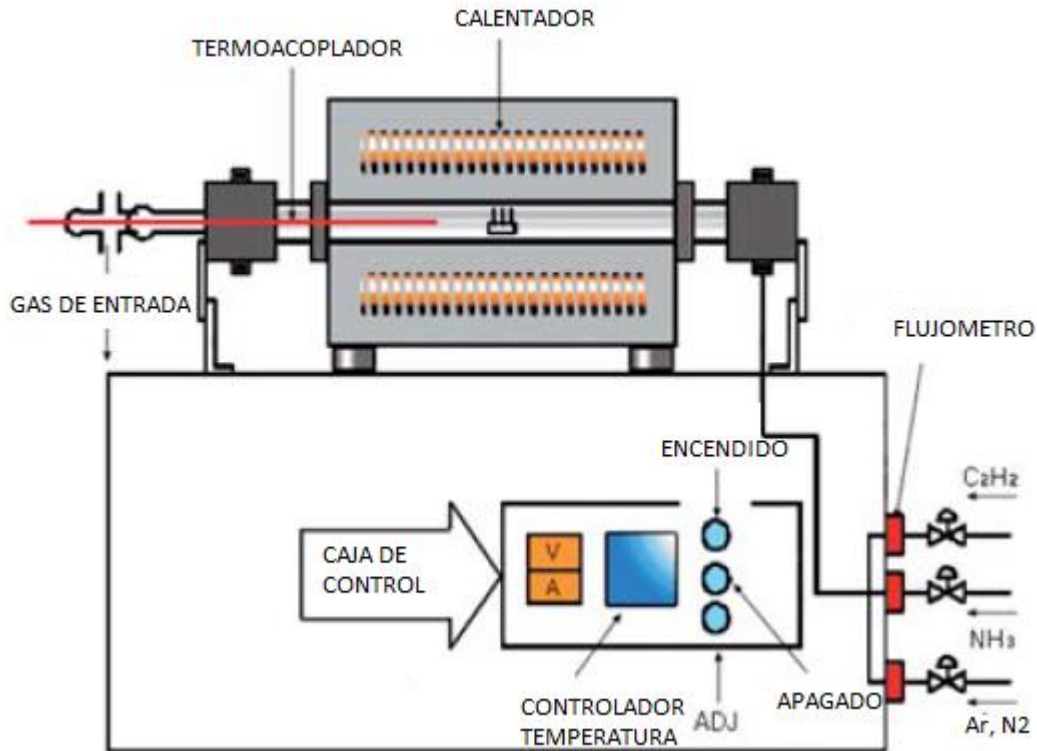 CALENTADOR
TERMOACOPLADOR
GAS DE ENTRADA
FLUJOMETRO
ENCENDIDO
C₂H₂
CAJA DE
CONTROL
V
A
NH₃
CONTROLADOR
TEMPERATURA
ADJ
APAGADO
Ar, N2